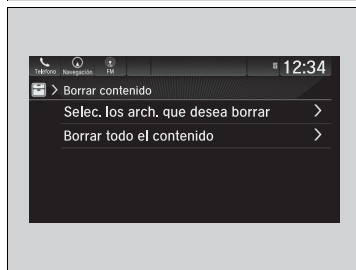 Teléfono Navegación FM 12:34
Borrar contenido
Selec. los arch. que desea borrar
Borrar todo el contenido